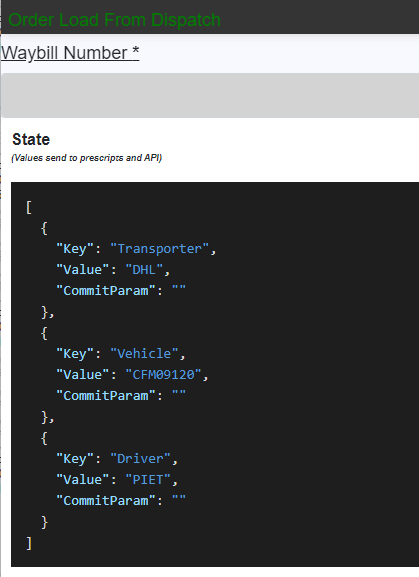 Order Load From Dispatch
Waybill Number *
State
(Values send to prescripts and API)
[
  {
    "Key": "Transporter",
    "Value": "DHL",
    "CommitParam": ""
  },
  {
    "Key": "Vehicle",
    "Value": "CFM09120",
    "CommitParam": ""
  },
  {
    "Key": "Driver",
    "Value": "PIET",
    "CommitParam": ""
  }
]